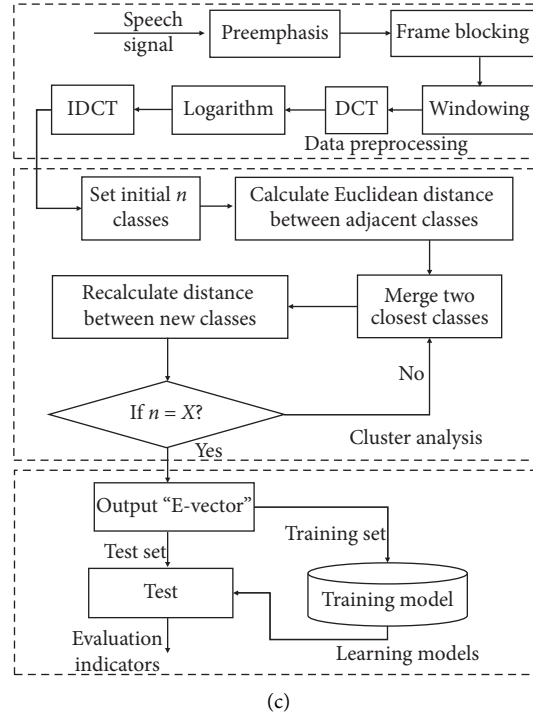 Speech
signal
Preemphasis
Frame blocking
IDCT
Logarithm
DCT
Windowing
Data preprocessing
Set initial n
classes
Calculate Euclidean distance
between adjacent classes
Recalculate distance
between new classes
Merge two
closest classes
No
If n = X?
Yes
Cluster analysis
Output “E-vector”
Training set
Test set
Test
Training model
Evaluation
indicators
Learning models
(c)